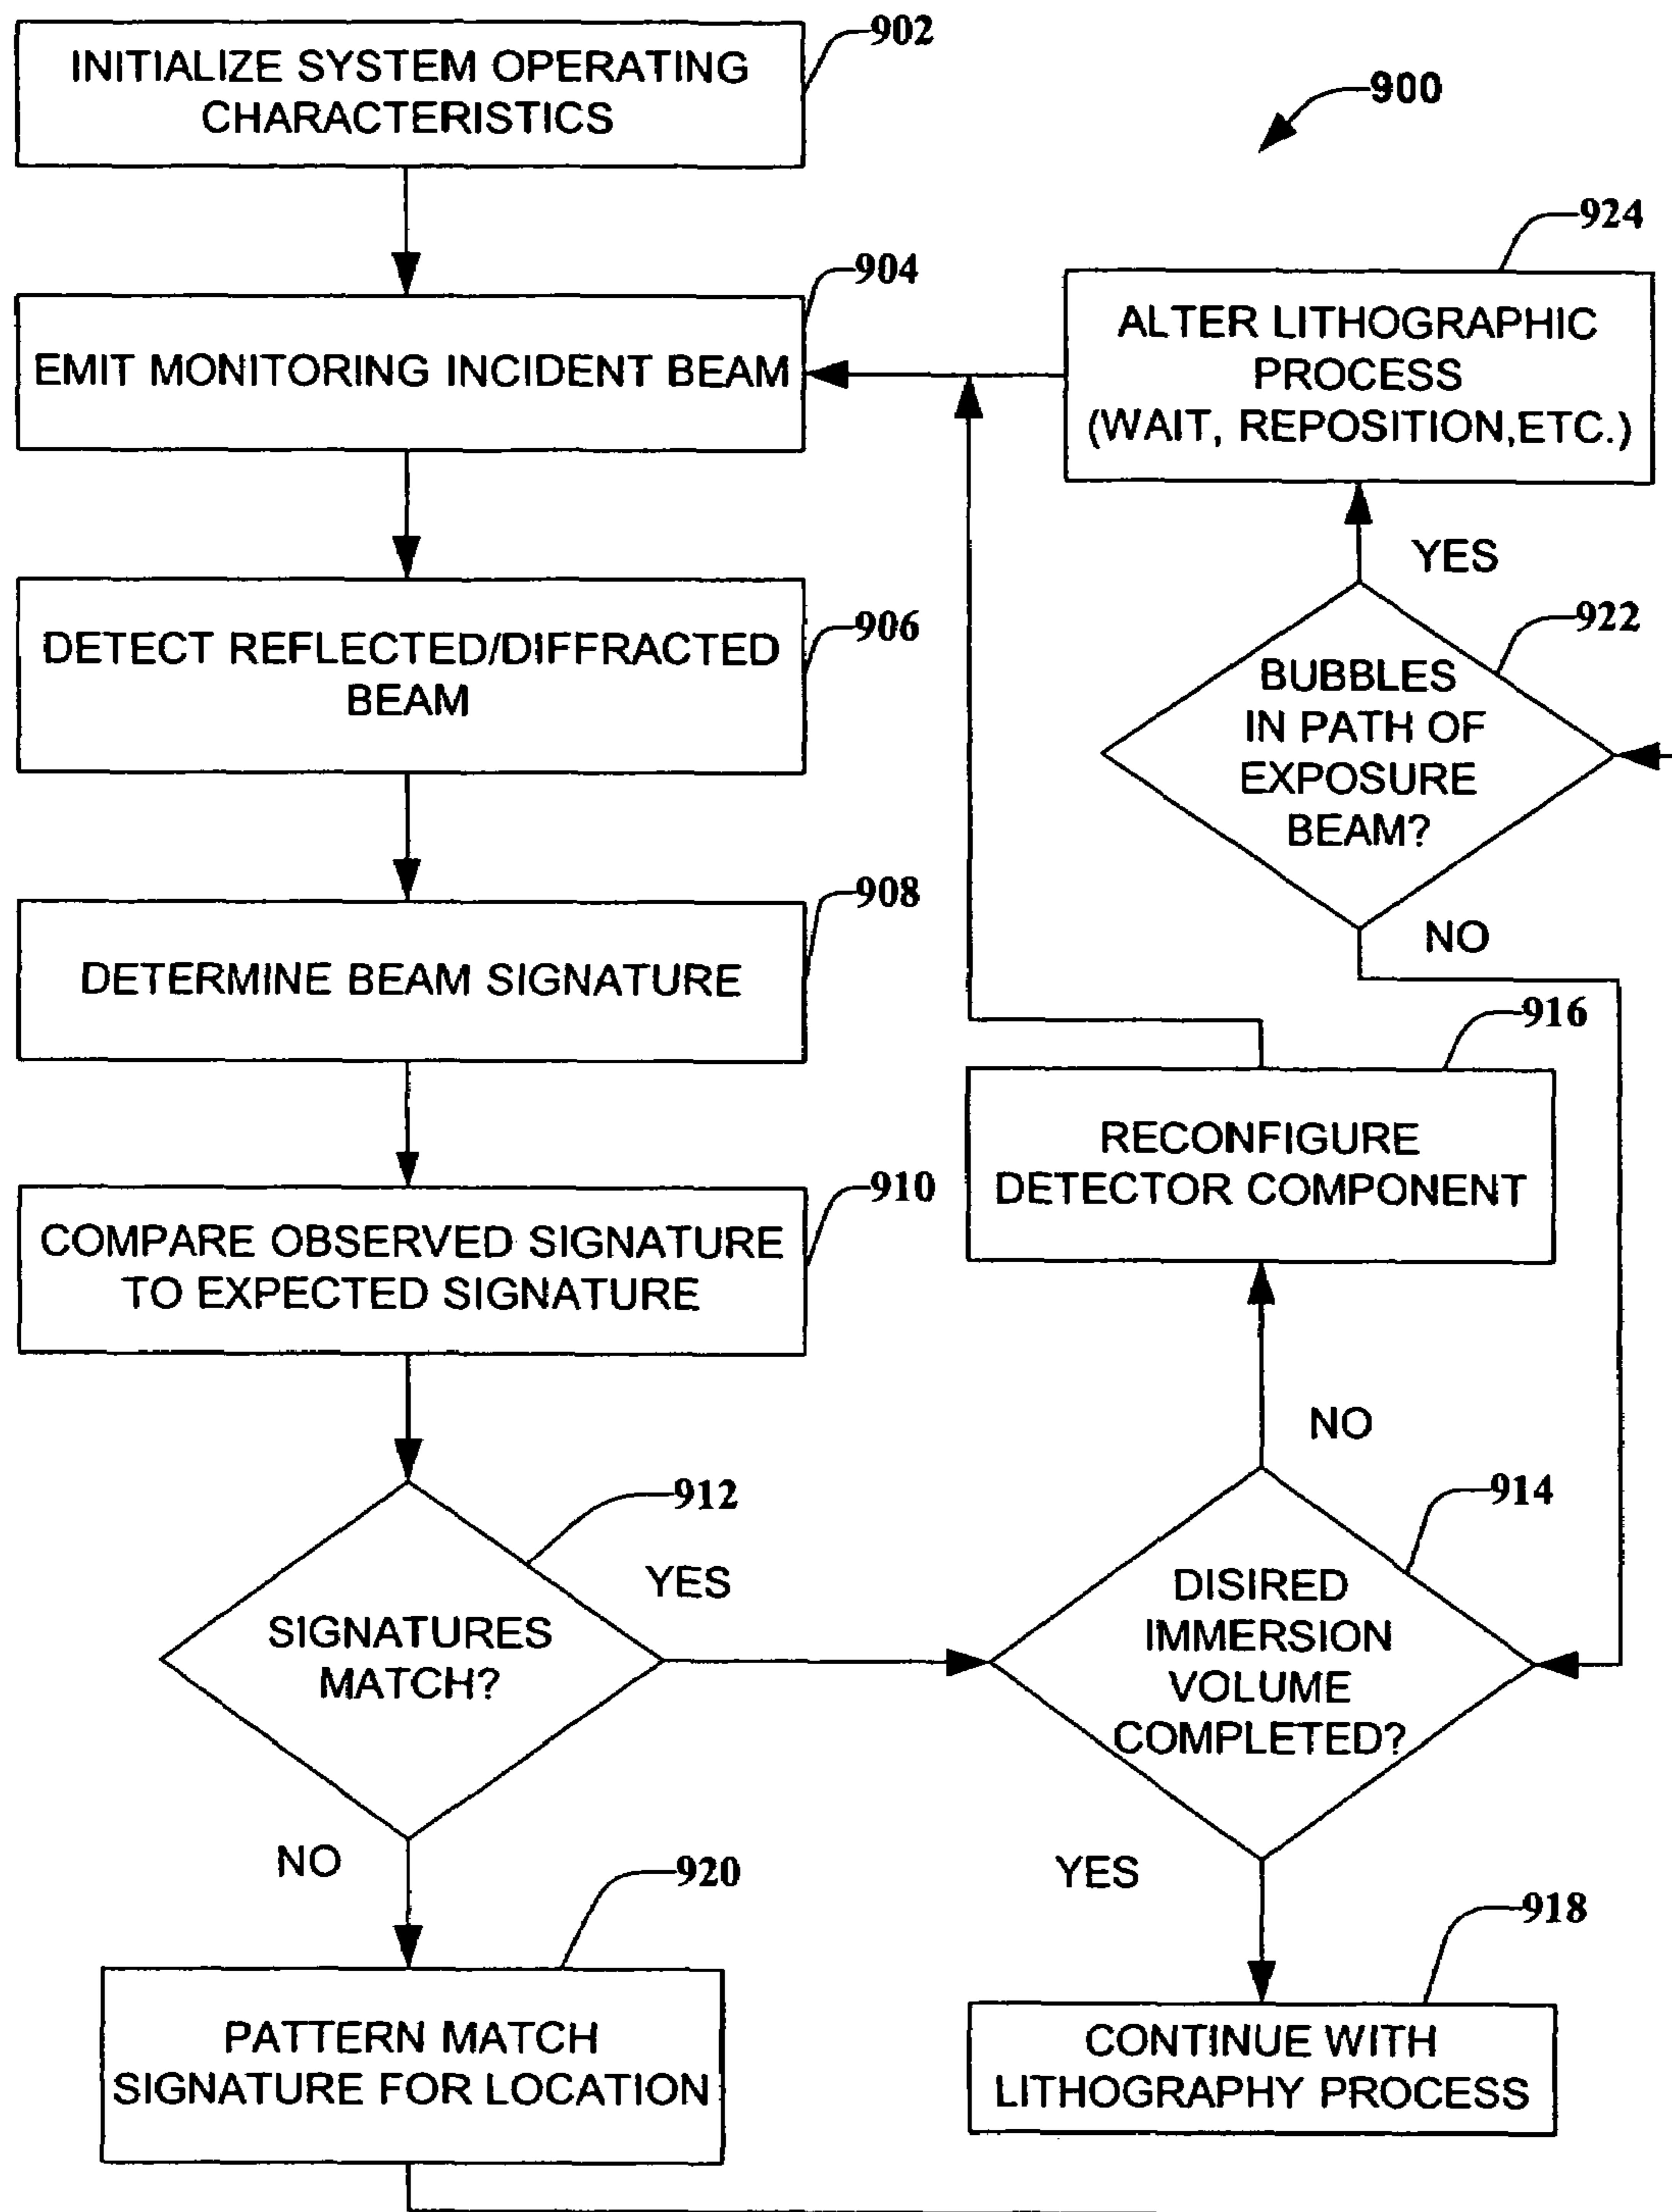 902
INITIALIZE SYSTEM OPERATING
CHARACTERISTICS
900
904
EMIT MONITORING INCIDENT BEAM
924
ALTER LITHOGRAPHIC
PROCESS
(WAIT, REPOSITION,ETC.)
906
DETECT REFLECTED/DIFFRACTED
BEAM
YES
922
BUBBLES
IN PATH OF
EXPOSURE
BEAM?
NO
908
DETERMINE BEAM SIGNATURE
916
RECONFIGURE
DETECTOR COMPONENT
910
COMPARE OBSERVED SIGNATURE
TO EXPECTED SIGNATURE
NO
912
SIGNATURES
MATCH?
YES
914
DISIRED
IMMERSION
VOLUME
COMPLETED?
NO
YES
920
PATTERN MATCH
SIGNATURE FOR LOCATION
918
CONTINUE WITH
LITHOGRAPHY PROCESS